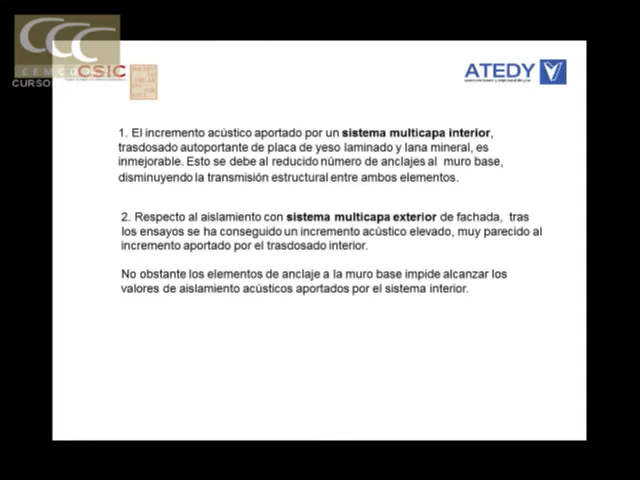 CCC
CEMCO
CURSO
CSIC
ATEDY
1. El incremento acústico aportado por un sistema multicapa interior,
trasdosado autoportante de placa de yeso laminado y lana mineral, es
inmejorable. Esto se debe al reducido número de anclajes al muro base,
disminuyendo la transmisión estructural entre ambos elementos.
2. Respecto al aislamiento con sistema multicapa exterior de fachada, tras
los ensayos se ha conseguido un incremento acústico elevado, muy parecido al
incremento aportado por el trasdosado interior.
No obstante los elementos de anclaje a la muro base impide alcanzar los
valores de aislamiento acústicos aportados por el sistema interior.